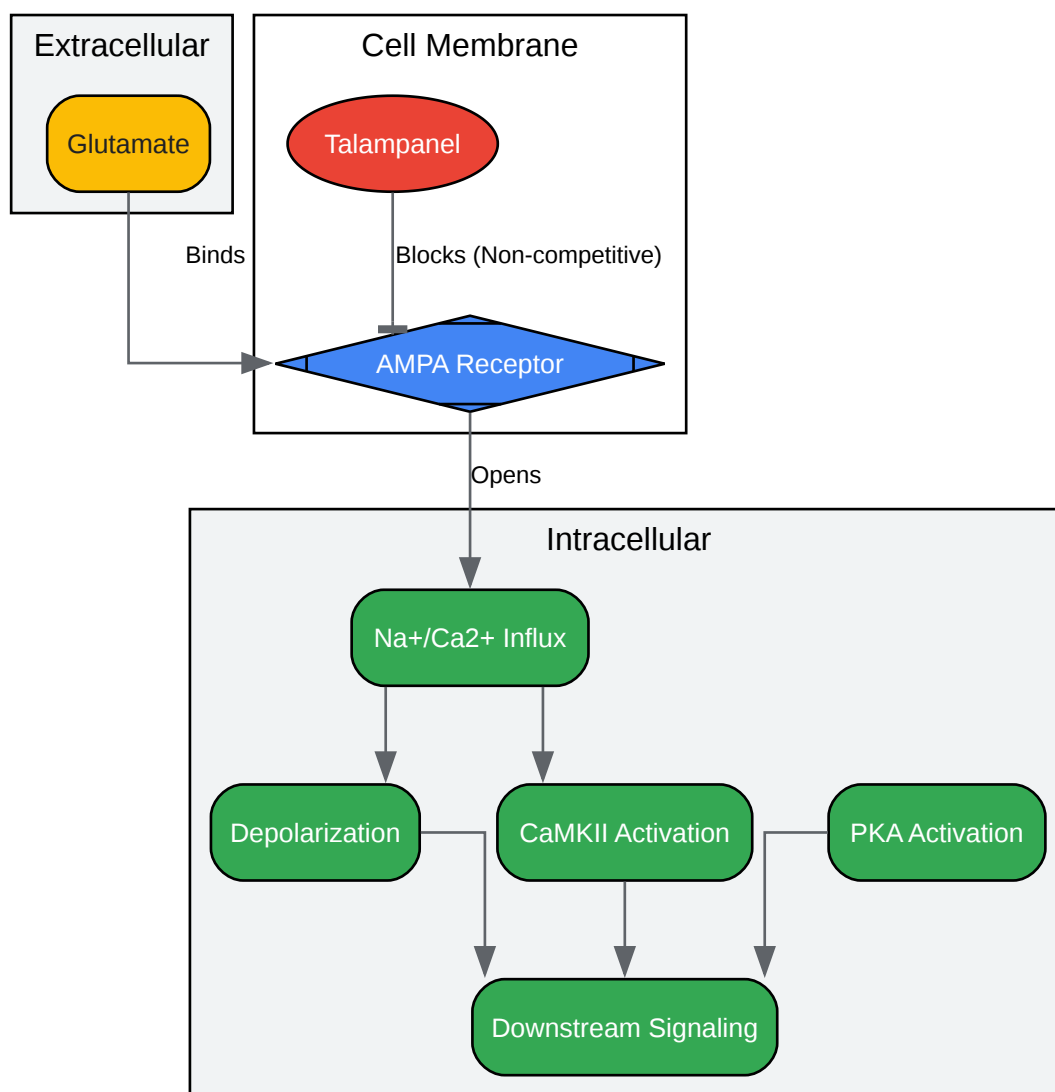 Extracellular
Cell Membrane
Glutamate
Talampanel
Binds
Blocks (Non-competitive)
AMPA Receptor
Opens
Intracellular
Na+/Ca2+ Influx
Depolarization
CaMKII Activation
PKA Activation
Downstream Signaling